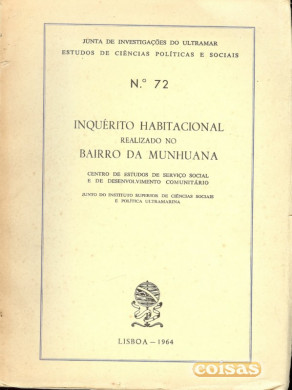 JUNTA DE INVESTIGAÇÕES DO ULTRAMAR
ESTUDOS DE CIÊNCIAS POLÍTICAS E SOCIAIS
N.º 72
INQUÉRITO HABITACIONAL
REALIZADO NO
BAIRRO DA MUNHUANA
CENTRO DE ESTUDOS DE SERVIÇO SOCIAL
E DE DESENVOLVIMENTO COMUNITÁRIO
JUNTO DO INSTITUTO SUPERIOR DE CIÊNCIAS SOCIAIS
E POLÍTICA ULTRAMARINA
LISBOA — 1964
coisas